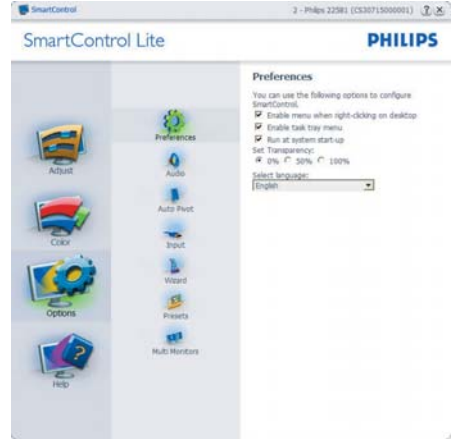 SmartControl
2 - Philips 225B1 (CS30715000001)
SmartControl Lite
PHILIPS
Adjust
Color
Options
Help
Preferences
Audio
Auto Pivot
Input
Wizard
Presets
Multi Monitors
Preferences
You can use the following options to configure
SmartControl.
Enable menu when right-clicking on desktop
Enable task tray menu
Run at system start-up
Set Transparency:
0% 50% 100%
Select language:
English